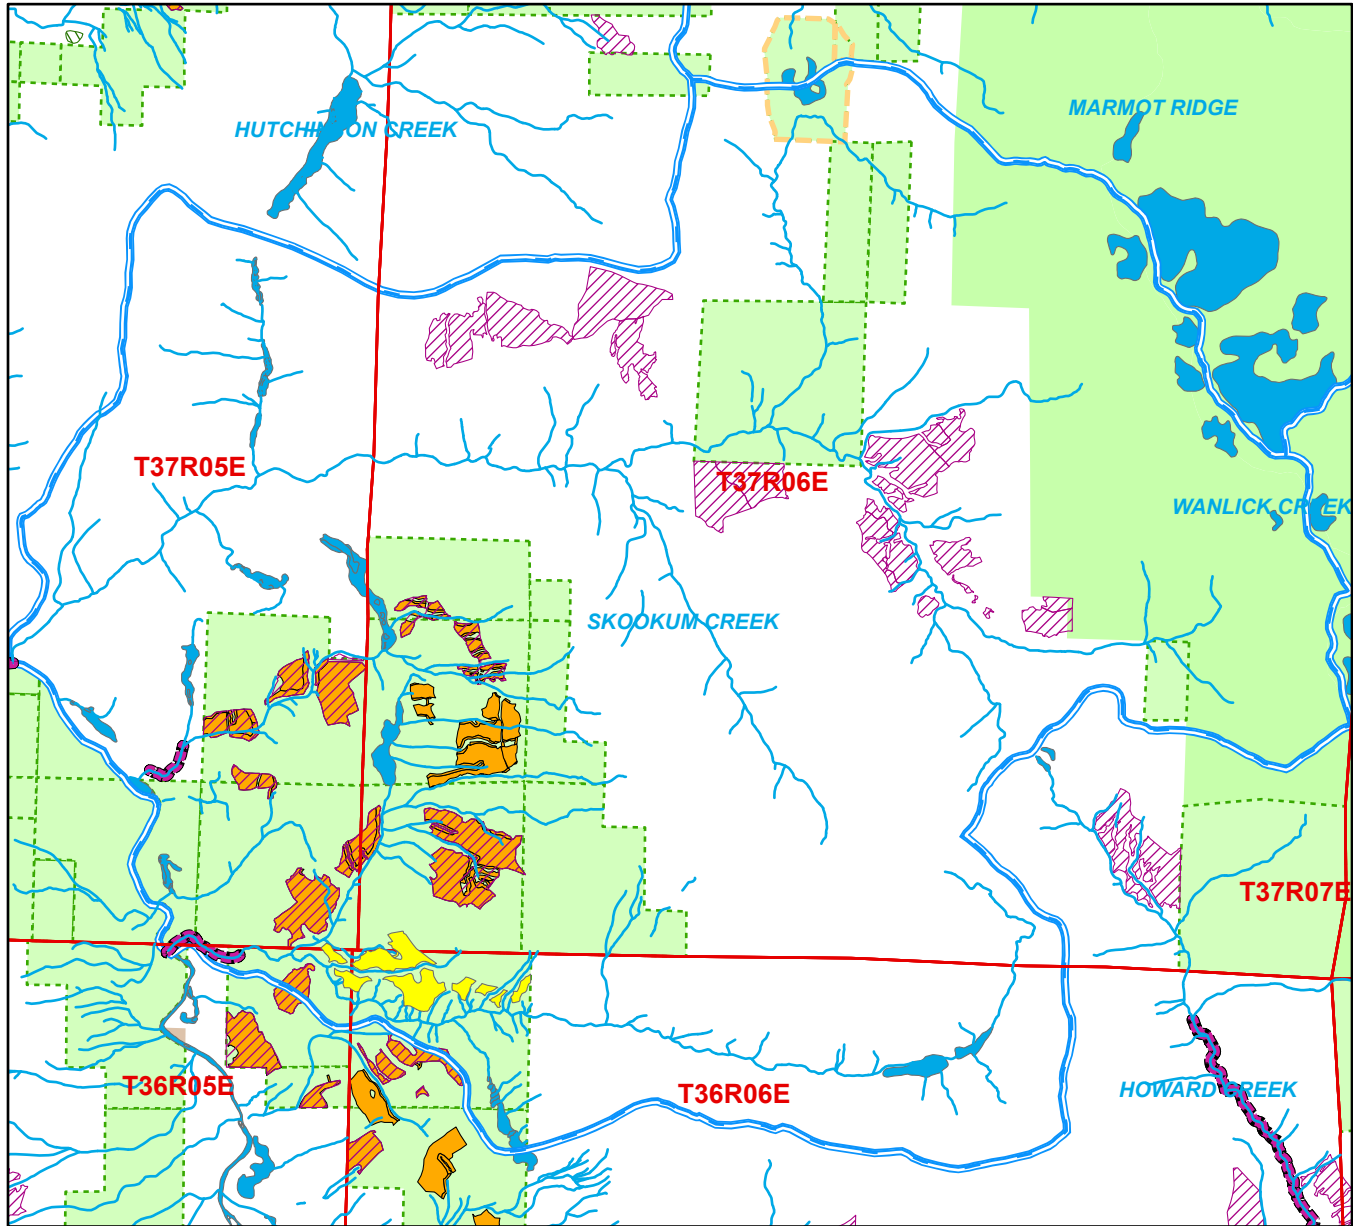 MARMOT RIDGE
HUTCHINSON CREEK
T37R05E
T37R06E
WANLICK CREEK
SKOOKUM CREEK
T37R07E
T36R05E
T36R06E
HOWARD CREEK